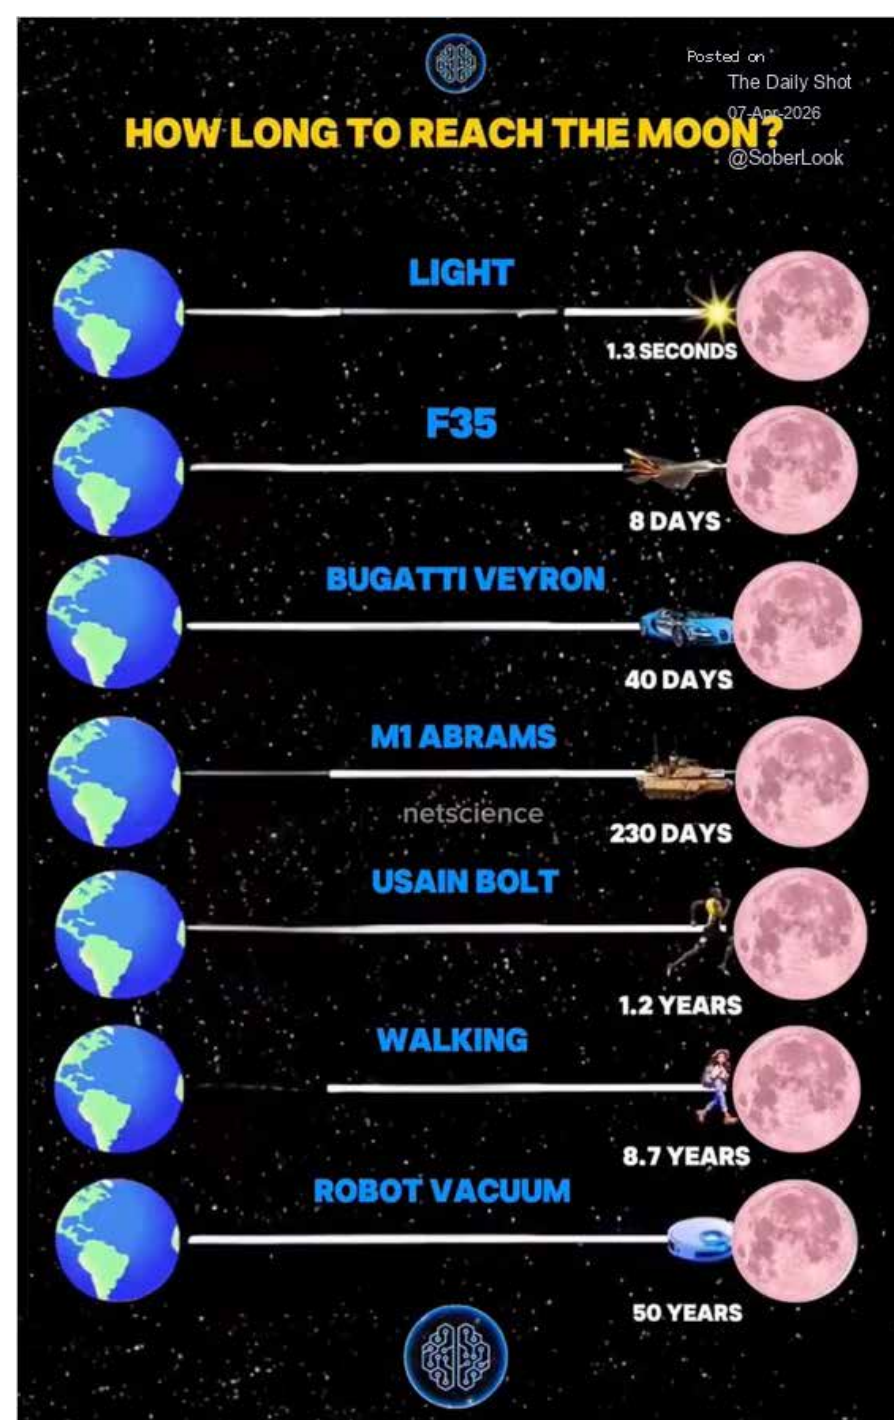 Posted on
The Daily Shot
07-Apr-2026
@SoberLook
HOW LONG TO REACH THE MOON?
LIGHT
1.3 SECONDS
F35
8 DAYS
BUGATTI VEYRON
40 DAYS
M1 ABRAMS
netscience
230 DAYS
USAIN BOLT
1.2 YEARS
WALKING
8.7 YEARS
ROBOT VACUUM
50 YEARS